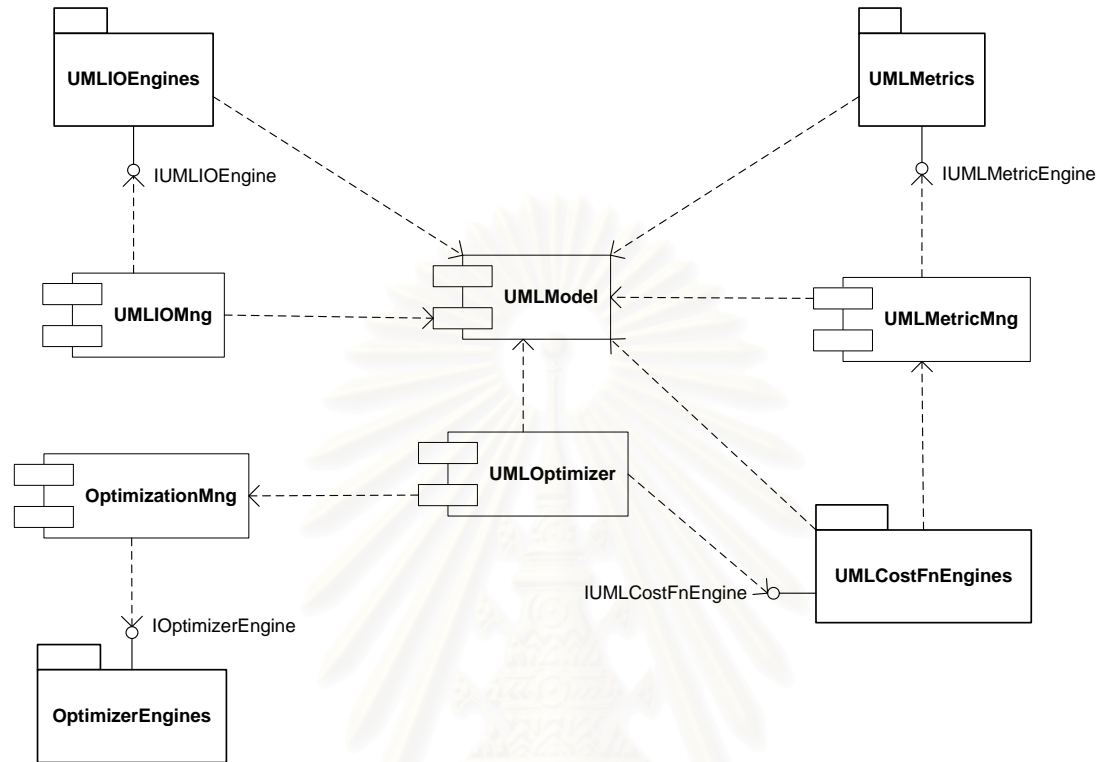 UMLIOEngines
UMLMetrics
IUMLIOEngine
IUMLMetricEngine
UMLIOMng
UMLModel
UMLMetricMng
OptimizationMng
UMLOptimizer
UMLCostFnEngines
IUMLCostFnEngine
IOptimizerEngine
OptimizerEngines